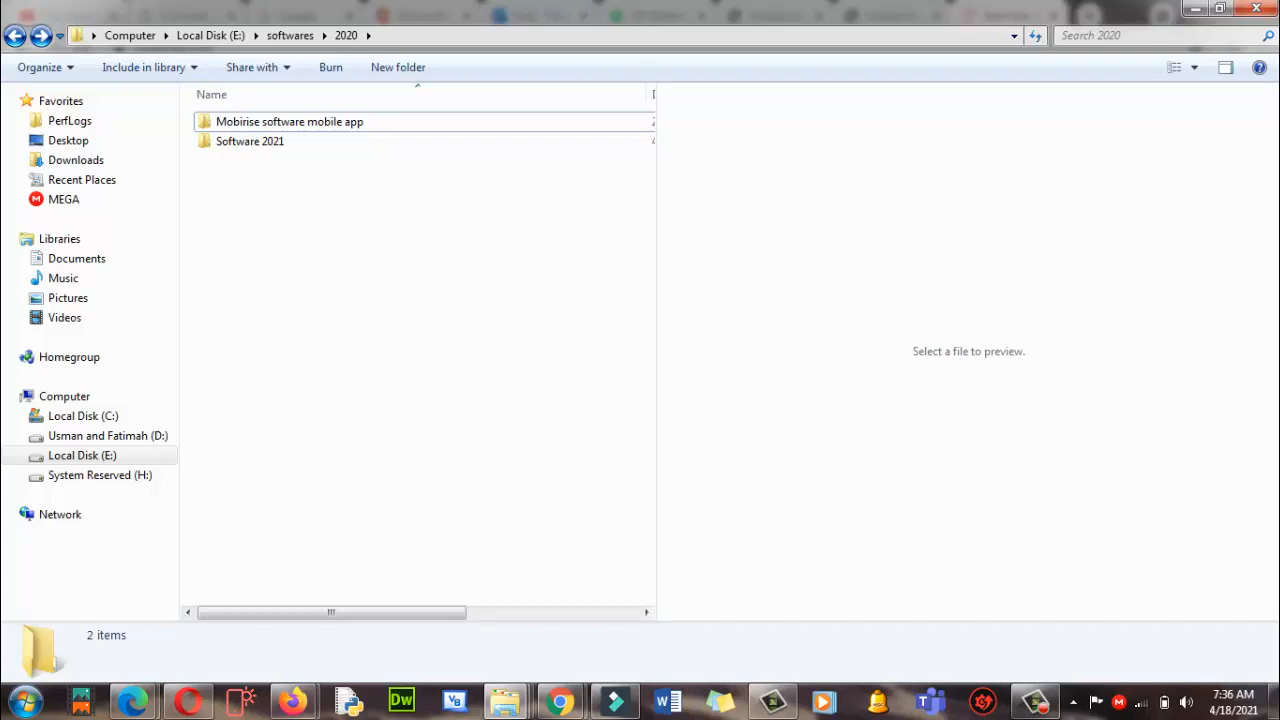 Computer Local Disk (E:) softwares 2020 Search 2020
Organize Include in library Share with Burn New folder
Favorites
PerfLogs
Desktop
Downloads
Recent Places
MEGA
Libraries
Documents
Music
Pictures
Videos
Homegroup
Computer
Local Disk (C:)
Usman and Fatimah (D:)
Local Disk (E:)
System Reserved (H:)
Network
Name
Mobirise software mobile app
Software 2021
Select a file to preview.
2 items
Dw
VB
7:36 AM
4/18/2021